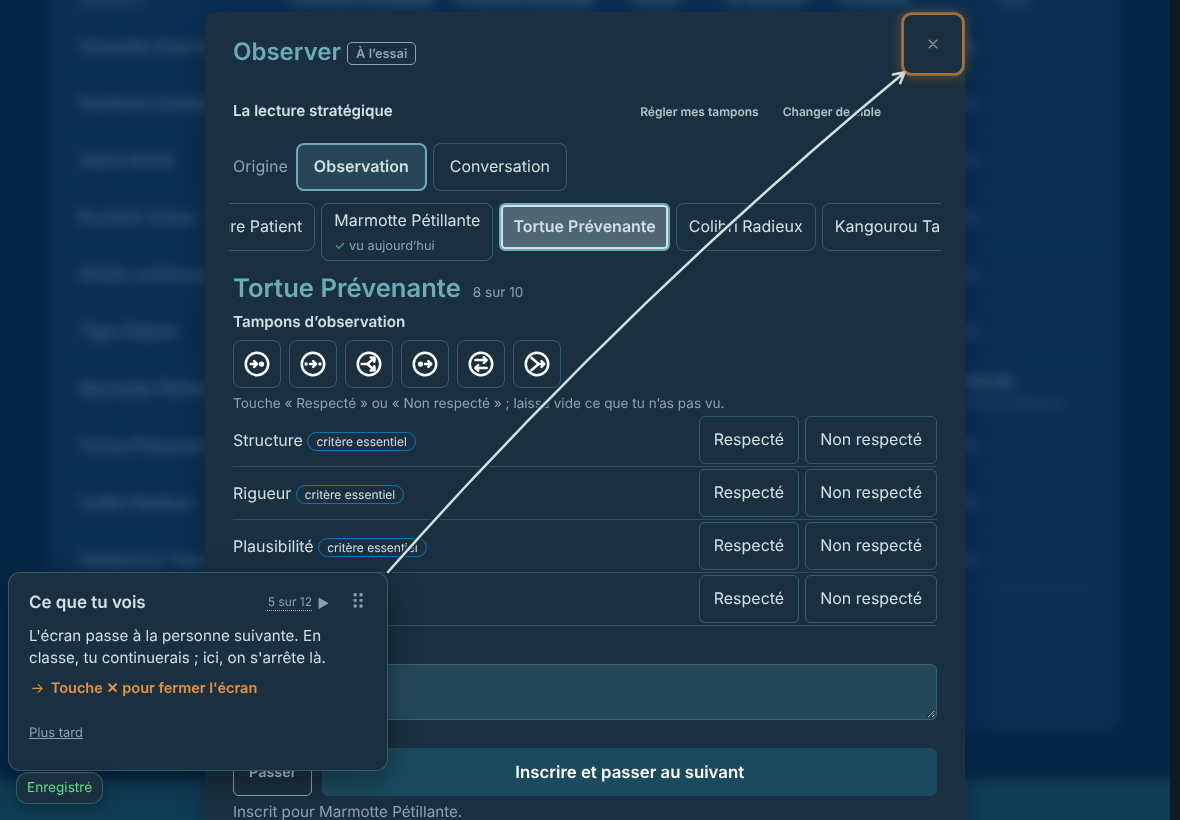 Observer À l'essai
×
La lecture stratégique
Régler mes tampons
Changer de
Origine
Observation
Conversation
re Patient
Marmotte Pétillante
✓ vu aujourd'hui
Tortue Prévenante
Colibri Radieux
Kangourou Ta
Tortue Prévenante 8 sur 10
Tampons d'observation
Touche « Respecté » ou « Non respecté » ; laisse vide ce que tu n'as pas vu.
Structure critère essentiel
Respecté
Non respecté
Rigueur critère essentiel
Respecté
Non respecté
Plausibilité critère essentiel
Respecté
Non respecté
Respecté
Non respecté
Ce que tu vois
5 sur 12 ▶
L'écran passe à la personne suivante. En
classe, tu continuerais ; ici, on s'arrête là.
→ Touche ✕ pour fermer l'écran
Plus tard
Passer
Inscrire et passer au suivant
Enregistré
Inscrit pour Marmotte Pétillante.